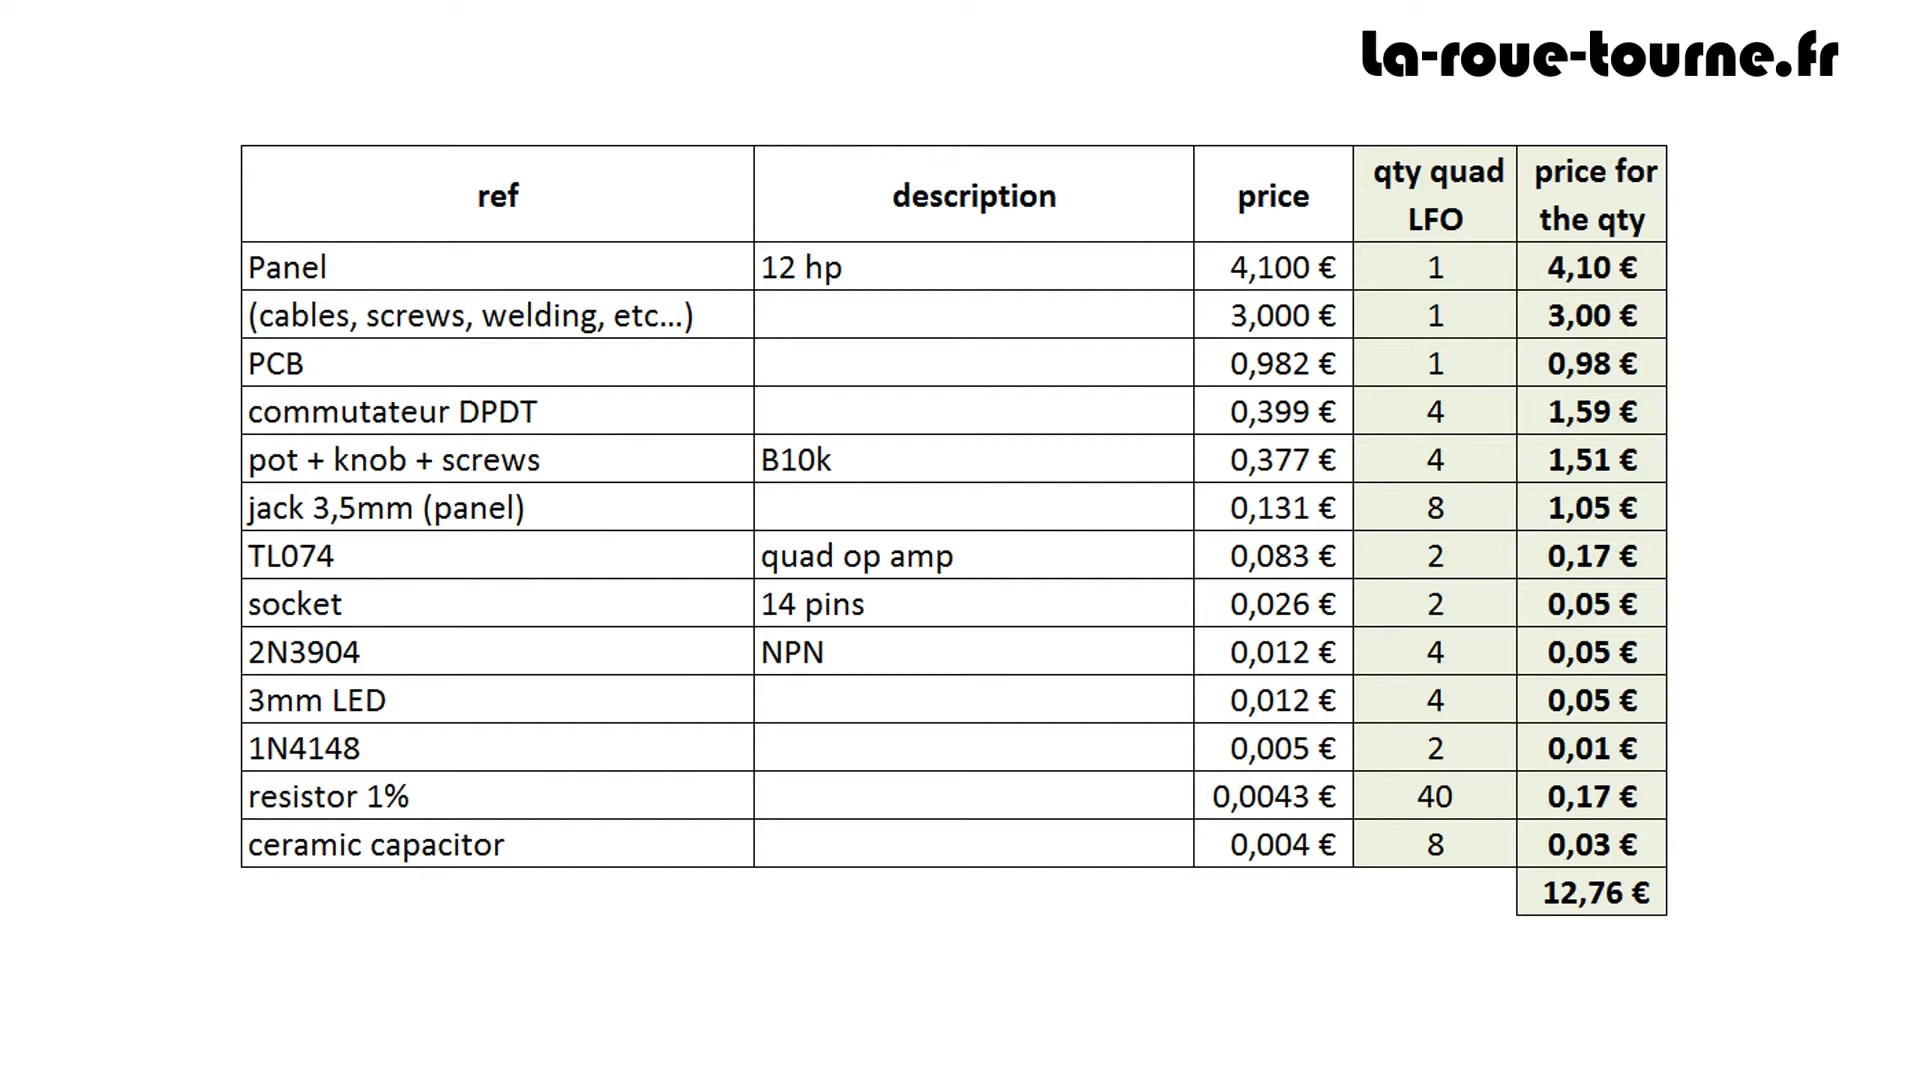 La-roue-tourne.fr
ref description price qty quad LFO price for the qty
Panel 12 hp 4,100 € 1 4,10 €
(cables, screws, welding, etc...) 3,000 € 1 3,00 €
PCB 0,982 € 1 0,98 €
commutateur DPDT 0,399 € 4 1,59 €
pot + knob + screws B10k 0,377 € 4 1,51 €
jack 3,5mm (panel) 0,131 € 8 1,05 €
TL074 quad op amp 0,083 € 2 0,17 €
socket 14 pins 0,026 € 2 0,05 €
2N3904 NPN 0,012 € 4 0,05 €
3mm LED 0,012 € 4 0,05 €
1N4148 0,005 € 2 0,01 €
resistor 1% 0,0043 € 40 0,17 €
ceramic capacitor 0,004 € 8 0,03 €
12,76 €